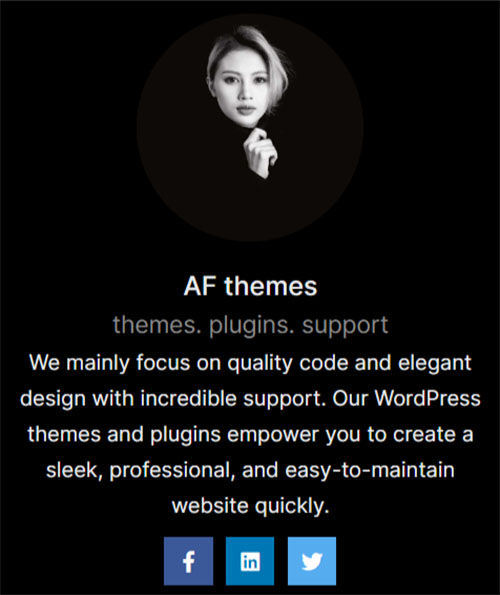 AF themes
themes. plugins. support
We mainly focus on quality code and elegant
design with incredible support. Our WordPress
themes and plugins empower you to create a
sleek, professional, and easy-to-maintain
website quickly.